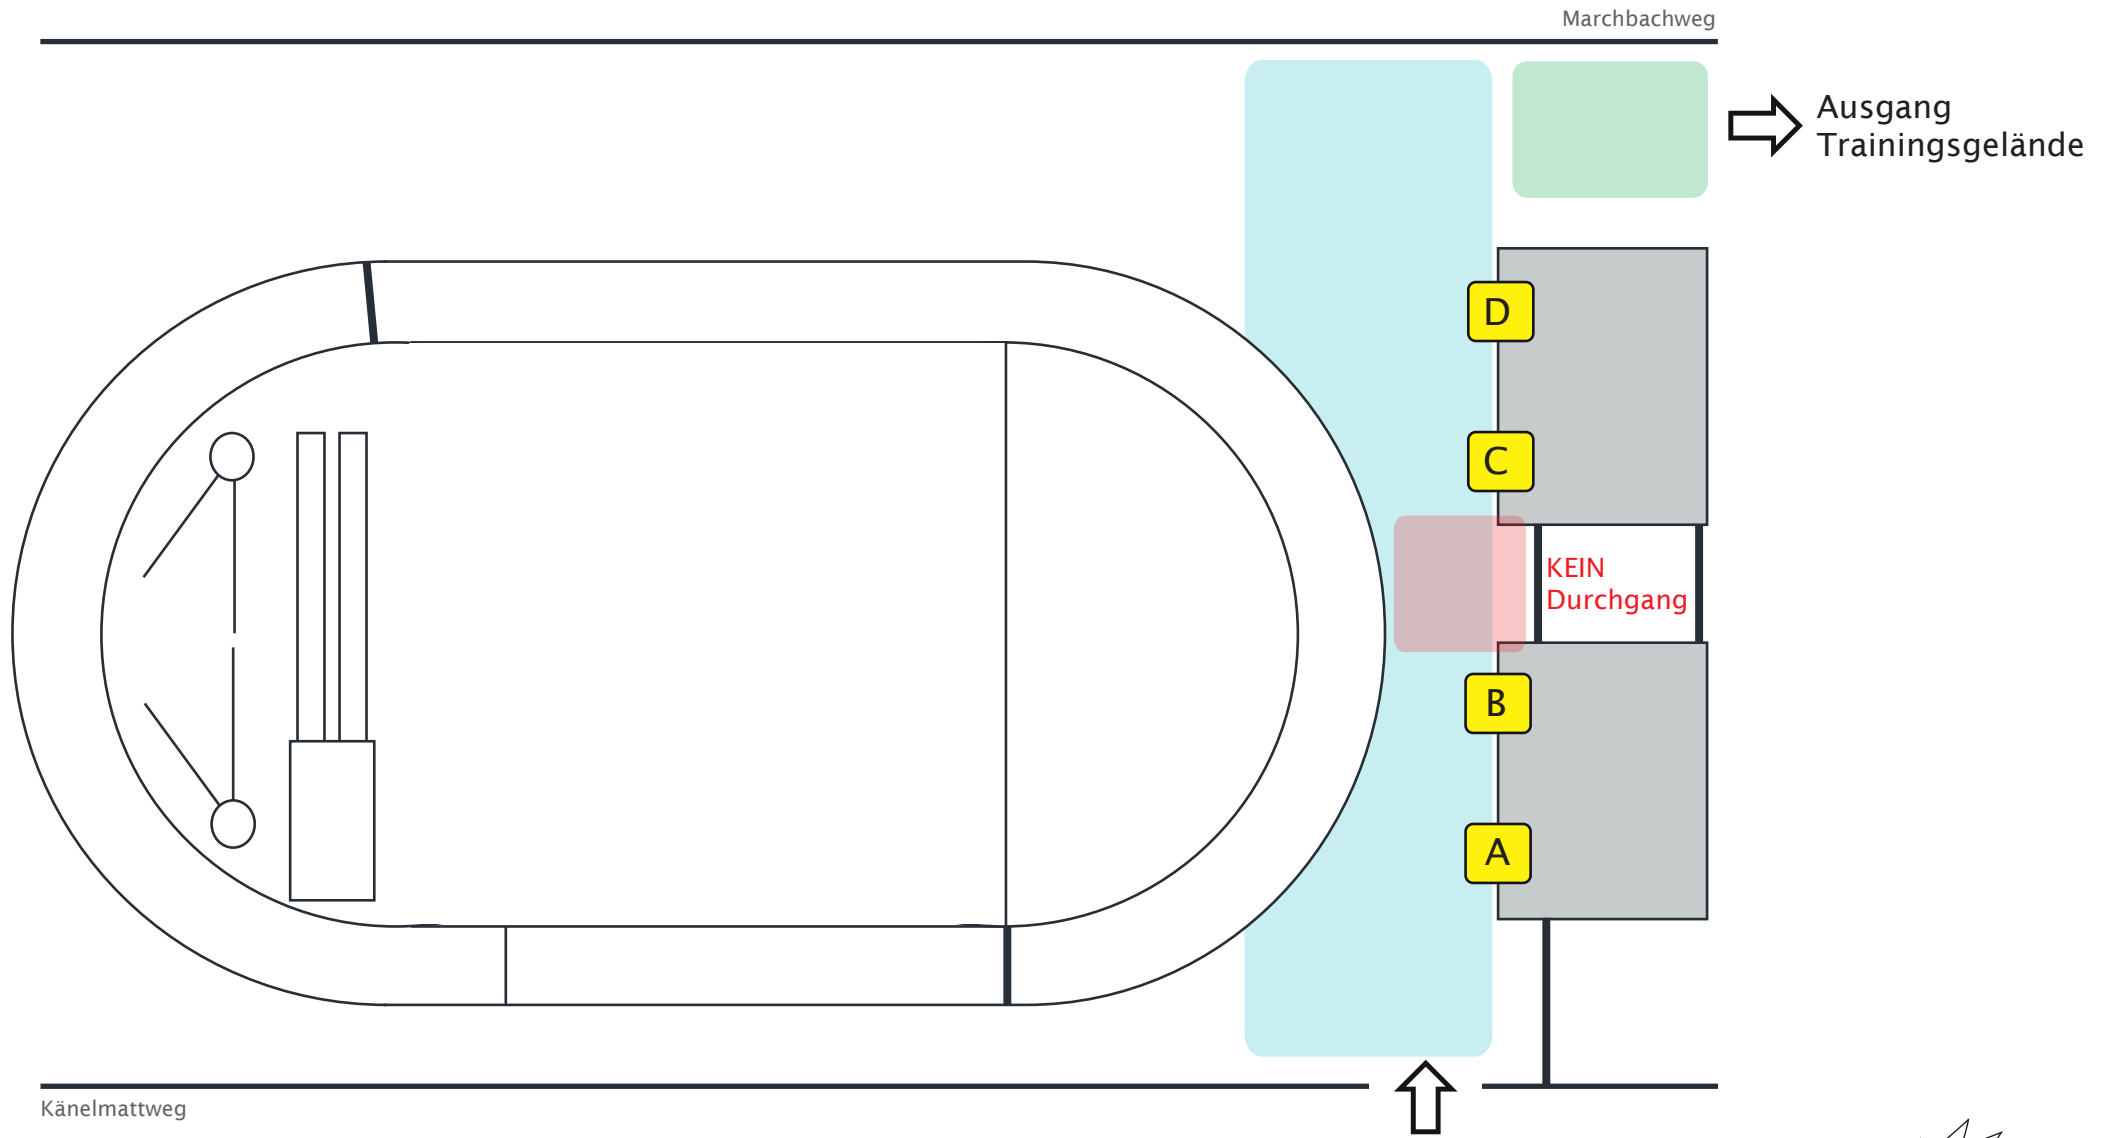 Marchbachweg
Ausgang
Trainingsgelände
D
C
KEIN
Durchgang
B
A
Känelmattweg